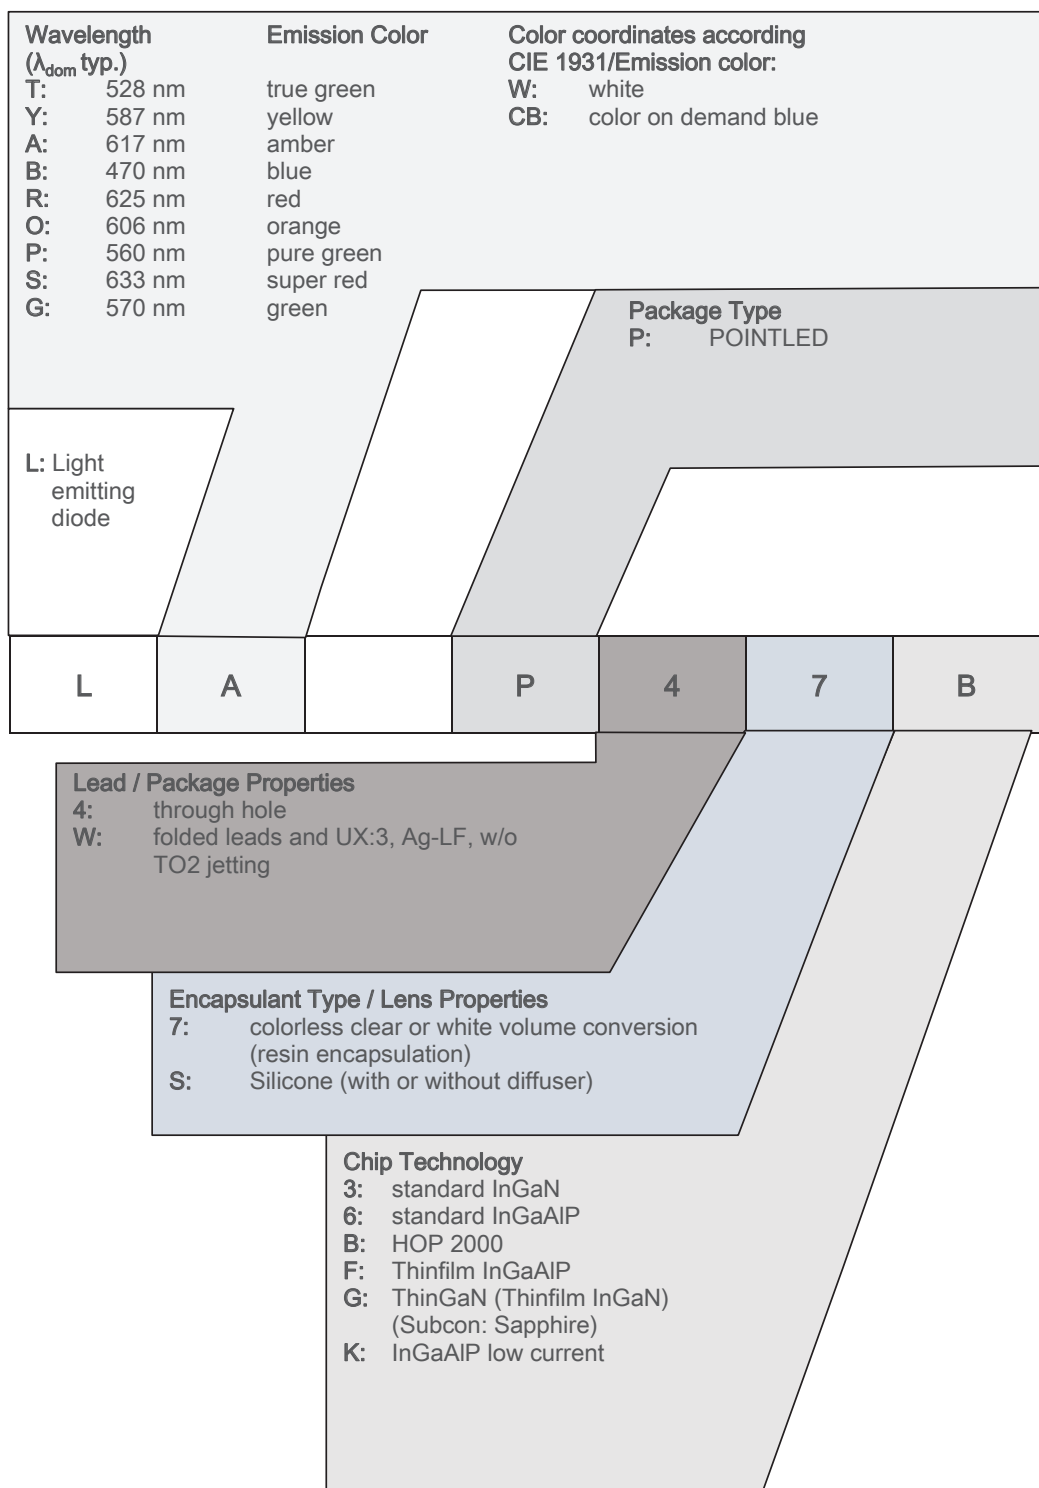 Wavelength Emission Color Color coordinates according
(λdom typ.) CIE 1931/Emission color:
T: 528 nm true green W: white
Y: 587 nm yellow CB: color on demand blue
A: 617 nm amber
B: 470 nm blue
R: 625 nm red
O: 606 nm orange
P: 560 nm pure green
S: 633 nm super red
G: 570 nm green
Package Type
P: POINTLED
L: Light
emitting
diode
L A P 4 7 B
Lead / Package Properties
4: through hole
W: folded leads and UX:3, Ag-LF, w/o
TO2 jetting
Encapsulant Type / Lens Properties
7: colorless clear or white volume conversion
(resin encapsulation)
S: Silicone (with or without diffuser)
Chip Technology
3: standard InGaN
6: standard InGaAlP
B: HOP 2000
F: Thinfilm InGaAlP
G: ThinGaN (Thinfilm InGaN)
(Subcon: Sapphire)
K: InGaAlP low current